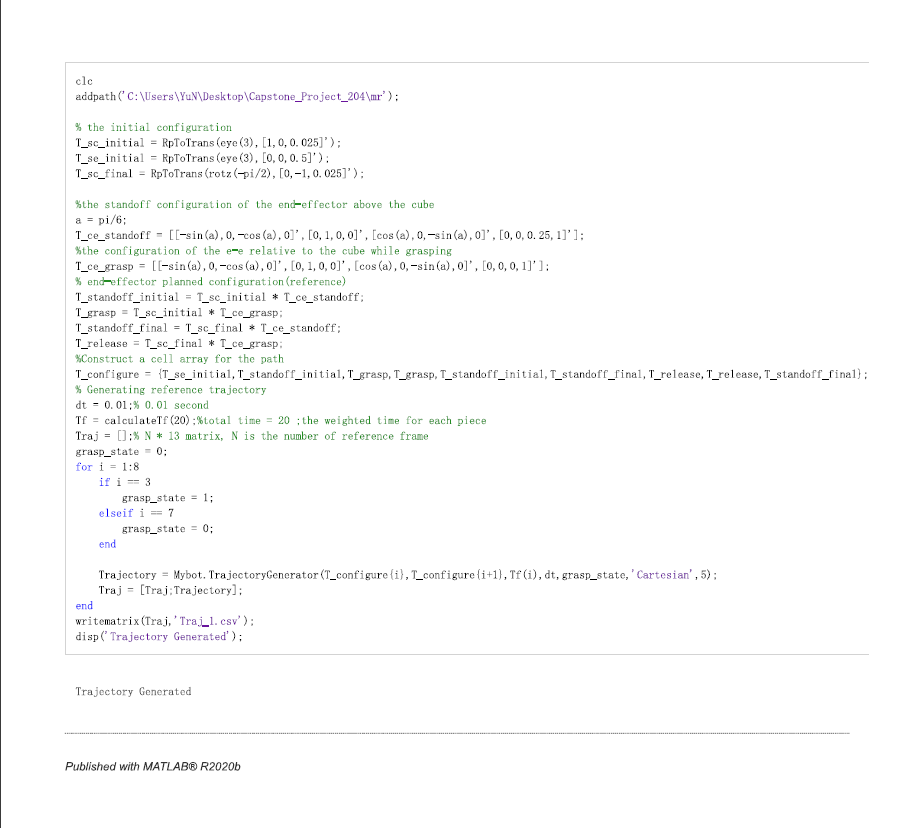 clc
addpath('C:\Users\YuN\Desktop\Capstone_Project_204\mr');
% the initial configuration
T_sc_initial = RpToTrans(eye(3),[1,0,0.025]');
T_se_initial = RpToTrans(eye(3),[0,0,0.5]');
T_sc_final = RpToTrans(rotz(-pi/2),[0,-1,0.025]');
%the standoff configuration of the end-effector above the cube
a = pi/6;
T_ce_standoff = [[-sin(a),0,-cos(a),0]',[0,1,0,0]',[cos(a),0,-sin(a),0]',[0,0,0.25,1]'];
%the configuration of the e-e relative to the cube while grasping
T_ce_grasp = [[-sin(a),0,-cos(a),0]',[0,1,0,0]',[cos(a),0,-sin(a),0]',[0,0,0,1]'];
% end-effector planned configuration(reference)
T_standoff_initial = T_sc_initial * T_ce_standoff;
T_grasp = T_sc_initial * T_ce_grasp;
T_standoff_final = T_sc_final * T_ce_standoff;
T_release = T_sc_final * T_ce_grasp;
%Construct a cell array for the path
T_configure = {T_se_initial,T_standoff_initial,T_grasp,T_grasp,T_standoff_initial,T_standoff_final,T_release,T_release,T_standoff_final};
% Generating reference trajectory
dt = 0.01;% 0.01 second
Tf = calculateTf(20);%total time = 20 ;the weighted time for each piece
Traj = [];% N * 13 matrix, N is the number of reference frame
grasp_state = 0;
for i = 1:8
    if i == 3
        grasp_state = 1;
    elseif i == 7
        grasp_state = 0;
    end
    Trajectory = Mybot.TrajectoryGenerator(T_configure{i},T_configure{i+1},Tf(i),dt,grasp_state,'Cartesian',5);
    Traj = [Traj;Trajectory];
end
writematrix(Traj,'Traj_1.csv');
disp('Trajectory Generated');
Trajectory Generated
Published with MATLAB® R2020b